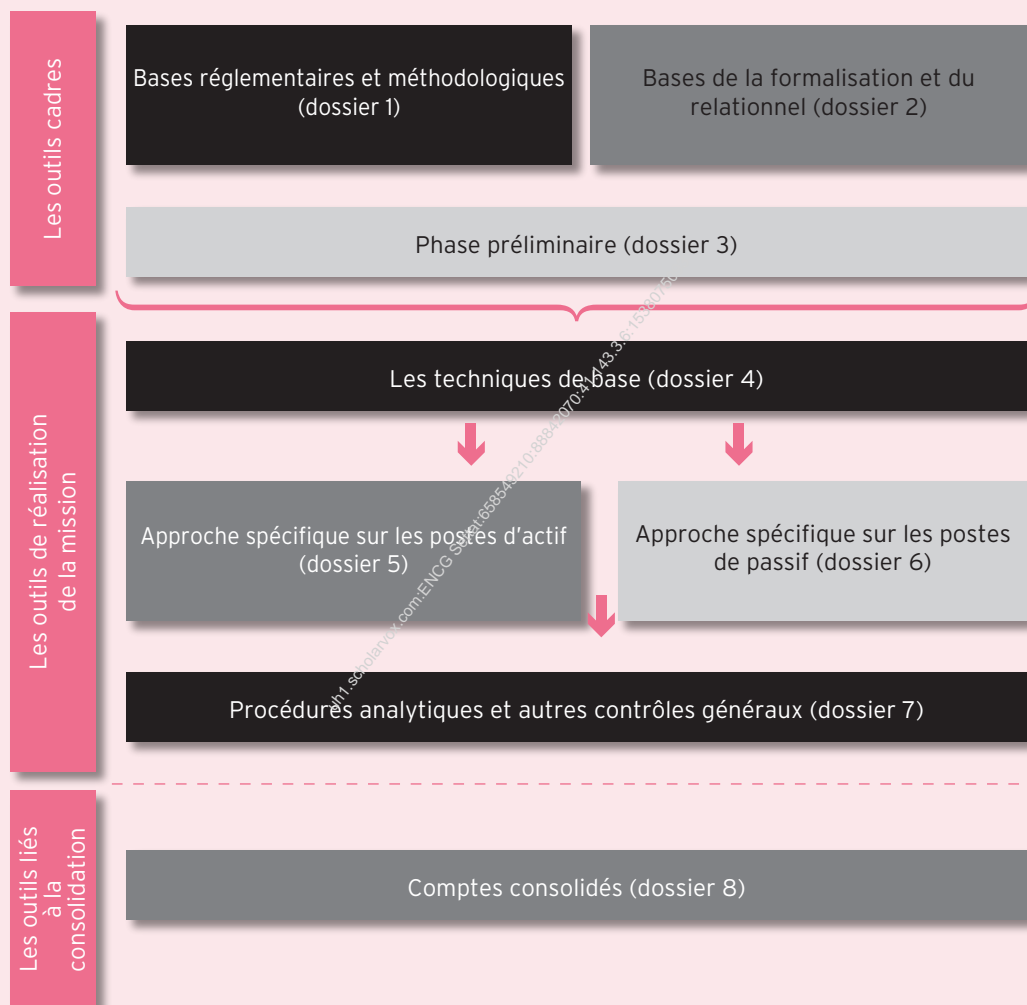 Les outils cadres
Bases réglementaires et méthodologiques
(dossier 1)
Bases de la formalisation et du
relationnel (dossier 2)
Phase préliminaire (dossier 3)
Les outils de réalisation
de la mission
Les techniques de base (dossier 4)
Approche spécifique sur les postes d’actif
(dossier 5)
Approche spécifique sur les postes
de passif (dossier 6)
Procédures analytiques et autres contrôles généraux (dossier 7)
Les outils liés
à la
consolidation
Comptes consolidés (dossier 8)